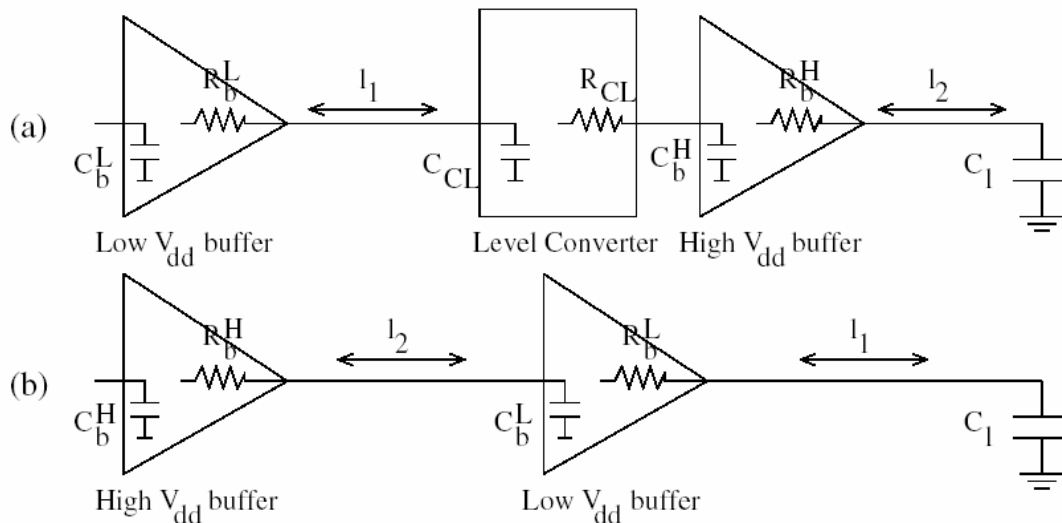 (a)
R_b^L
l_1
R_CL
R_b^H
l_2
C_b^L
C_CL
C_b^H
C_l
Low V_dd buffer
Level Converter
High V_dd buffer
(b)
R_b^H
l_2
R_b^L
l_1
C_b^H
C_b^L
C_l
High V_dd buffer
Low V_dd buffer